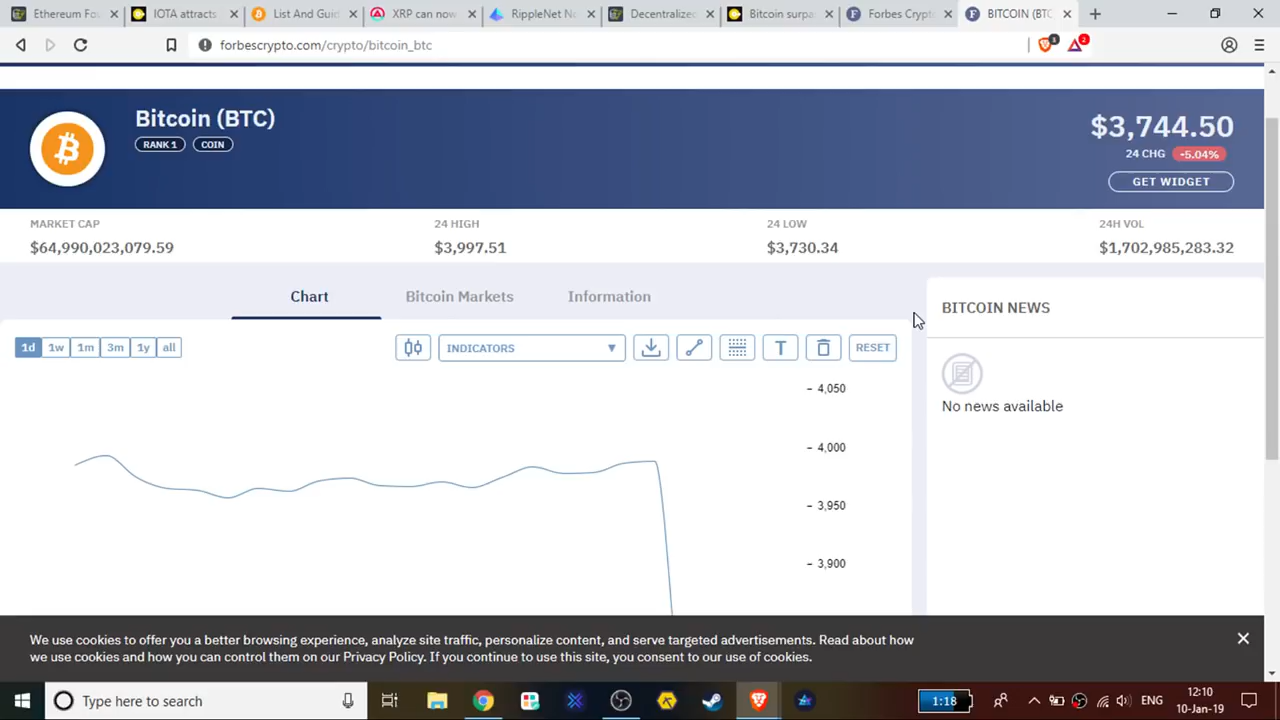 Ethereum Fou
IOTA attracts
List And Guid
XRP can now
RippleNet Ne
Decentralized
Bitcoin surpa
Forbes Crypt
BITCOIN (BTC
forbescrypto.com/crypto/bitcoin_btc
3
2
Bitcoin (BTC)
RANK 1
COIN
$3,744.50
24 CHG -5.04%
GET WIDGET
MARKET CAP
$64,990,023,079.59
24 HIGH
$3,997.51
24 LOW
$3,730.34
24H VOL
$1,702,985,283.32
Chart
Bitcoin Markets
Information
1d
1w
1m
3m
1y
all
INDICATORS
T
RESET
4,050
4,000
3,950
3,900
BITCOIN NEWS
No news available
We use cookies to offer you a better browsing experience, analyze site traffic, personalize content, and serve targeted advertisements. Read about how
we use cookies and how you can control them on our Privacy Policy. If you continue to use this site, you consent to our use of cookies.
Type here to search
1:18
ENG
12:10
10-Jan-19